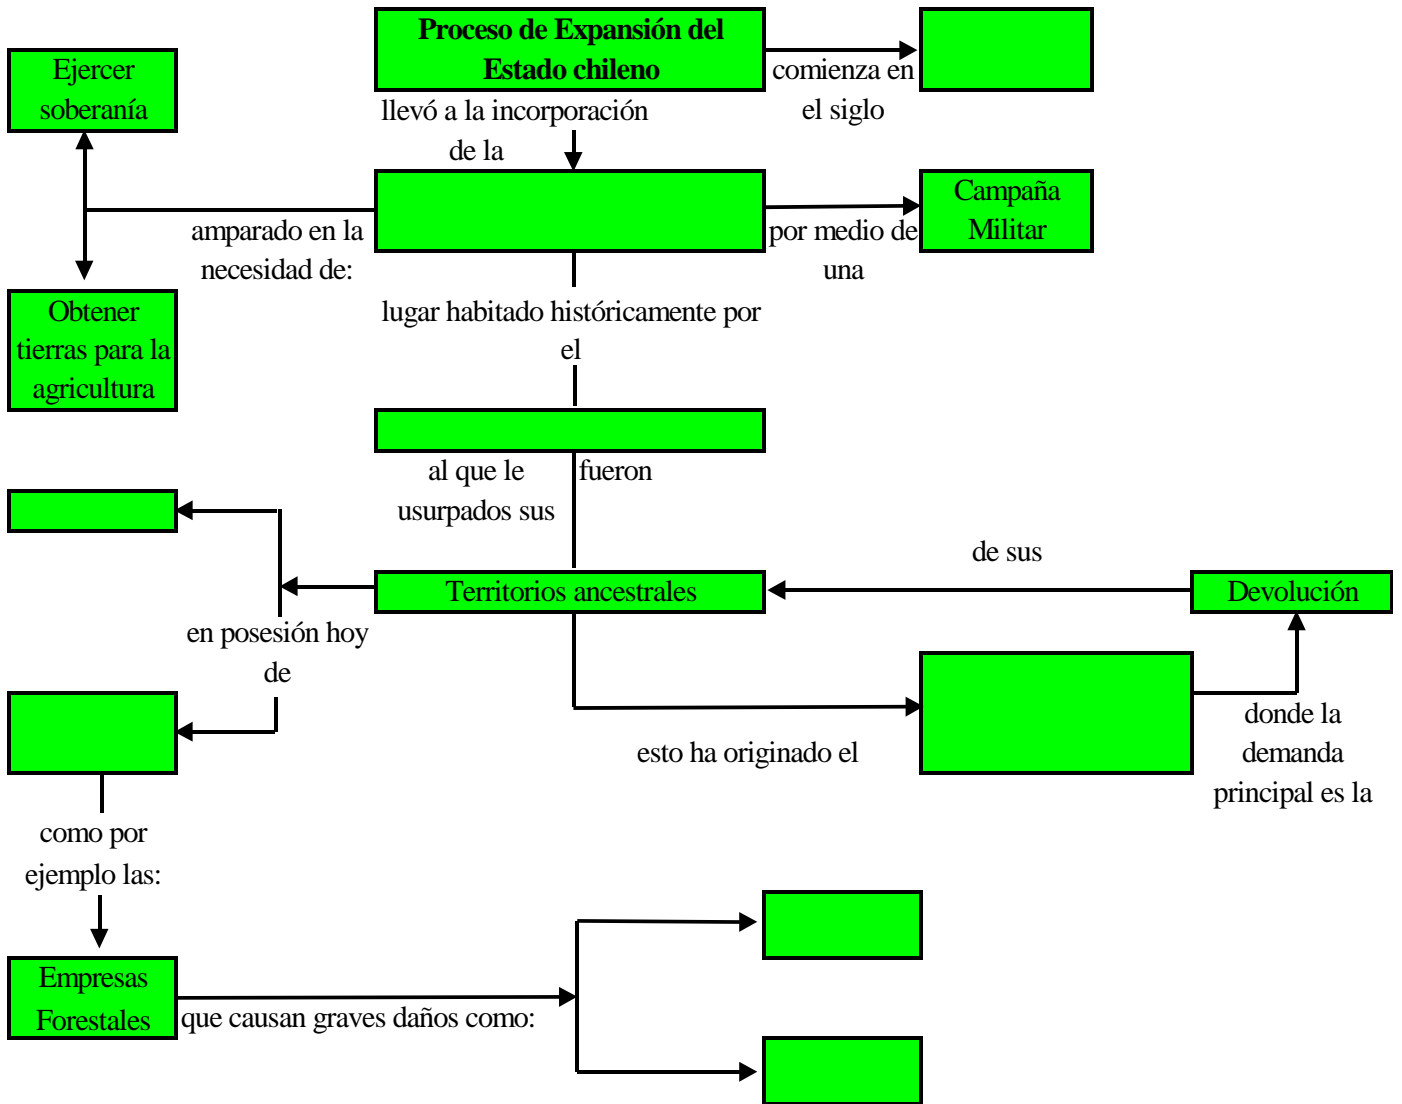 Proceso de Expansión del
Estado chileno
comienza en
el siglo
Ejercer
soberanía
llevó a la incorporación
de la
amparado en la
necesidad de:
por medio de
una
Campaña
Militar
Obtener
tierras para la
agricultura
lugar habitado históricamente por
el
al que le
usurpados sus
fueron
Territorios ancestrales
de sus
Devolución
en posesión hoy
de
esto ha originado el
donde la
demanda
principal es la
como por
ejemplo las:
Empresas
Forestales
que causan graves daños como: